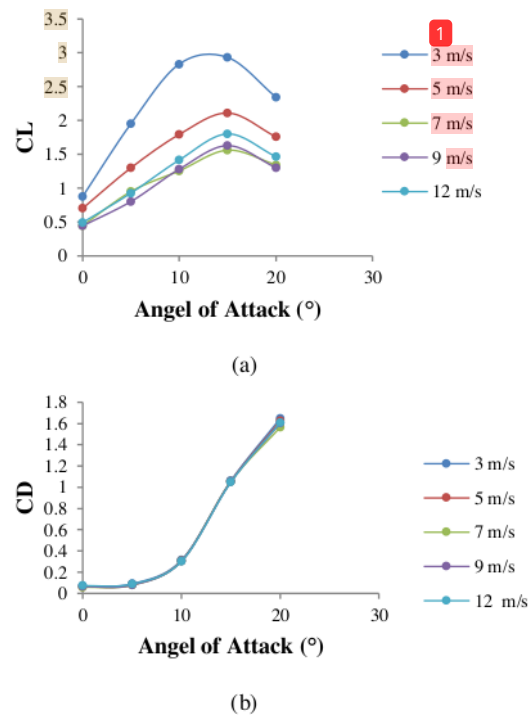 3.5
3
2.5
2
1.5
1
0.5
0
CL
0
10
20
30
Angel of Attack (°)
1
3 m/s
5 m/s
7 m/s
9 m/s
12 m/s
(a)
1.8
1.6
1.4
1.2
1
0.8
0.6
0.4
0.2
0
CD
0
10
20
30
Angel of Attack (°)
3 m/s
5 m/s
7 m/s
9 m/s
12 m/s
(b)